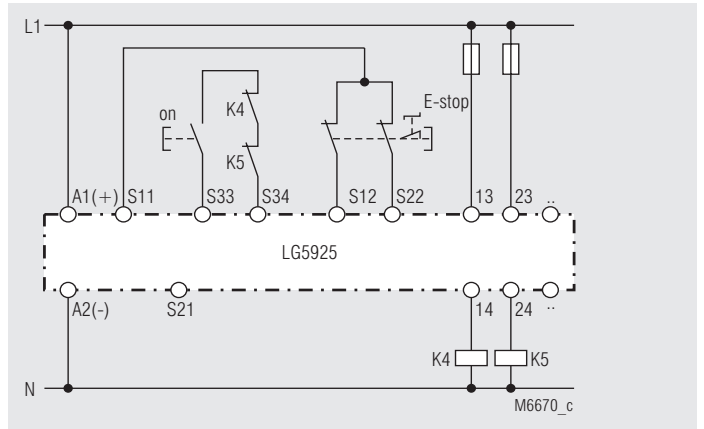 L1
E-stop
on
K4
K5
A1(+) S11 S33 S34 S12 S22 13 23 ..
LG5925
A2(-) S21 14 24 ..
K4 K5
N
M6670_c